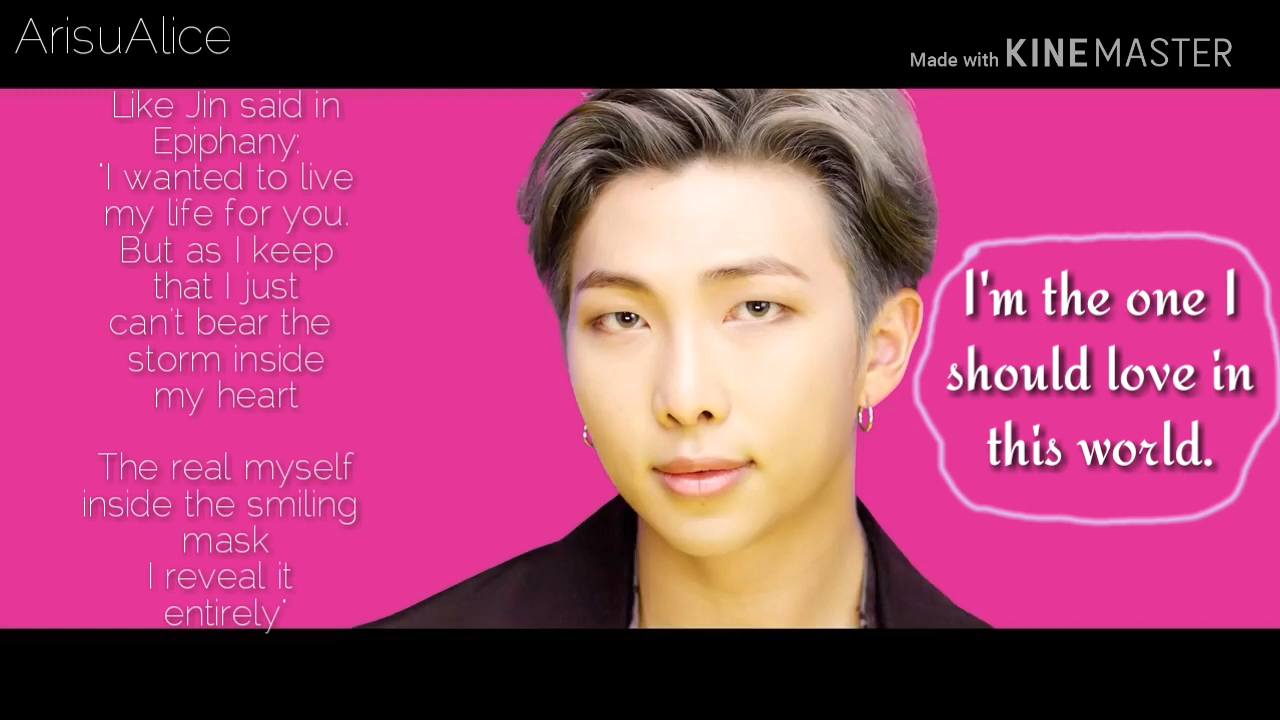 ArisuAlice
Made with KINEMASTER
Like Jin said in
Epiphany:
"I wanted to live
my life for you.
But as I keep
that I just
can't bear the
storm inside
my heart
The real myself
inside the smiling
mask
I reveal it
entirely"
I'm the one I
should love in
this world.